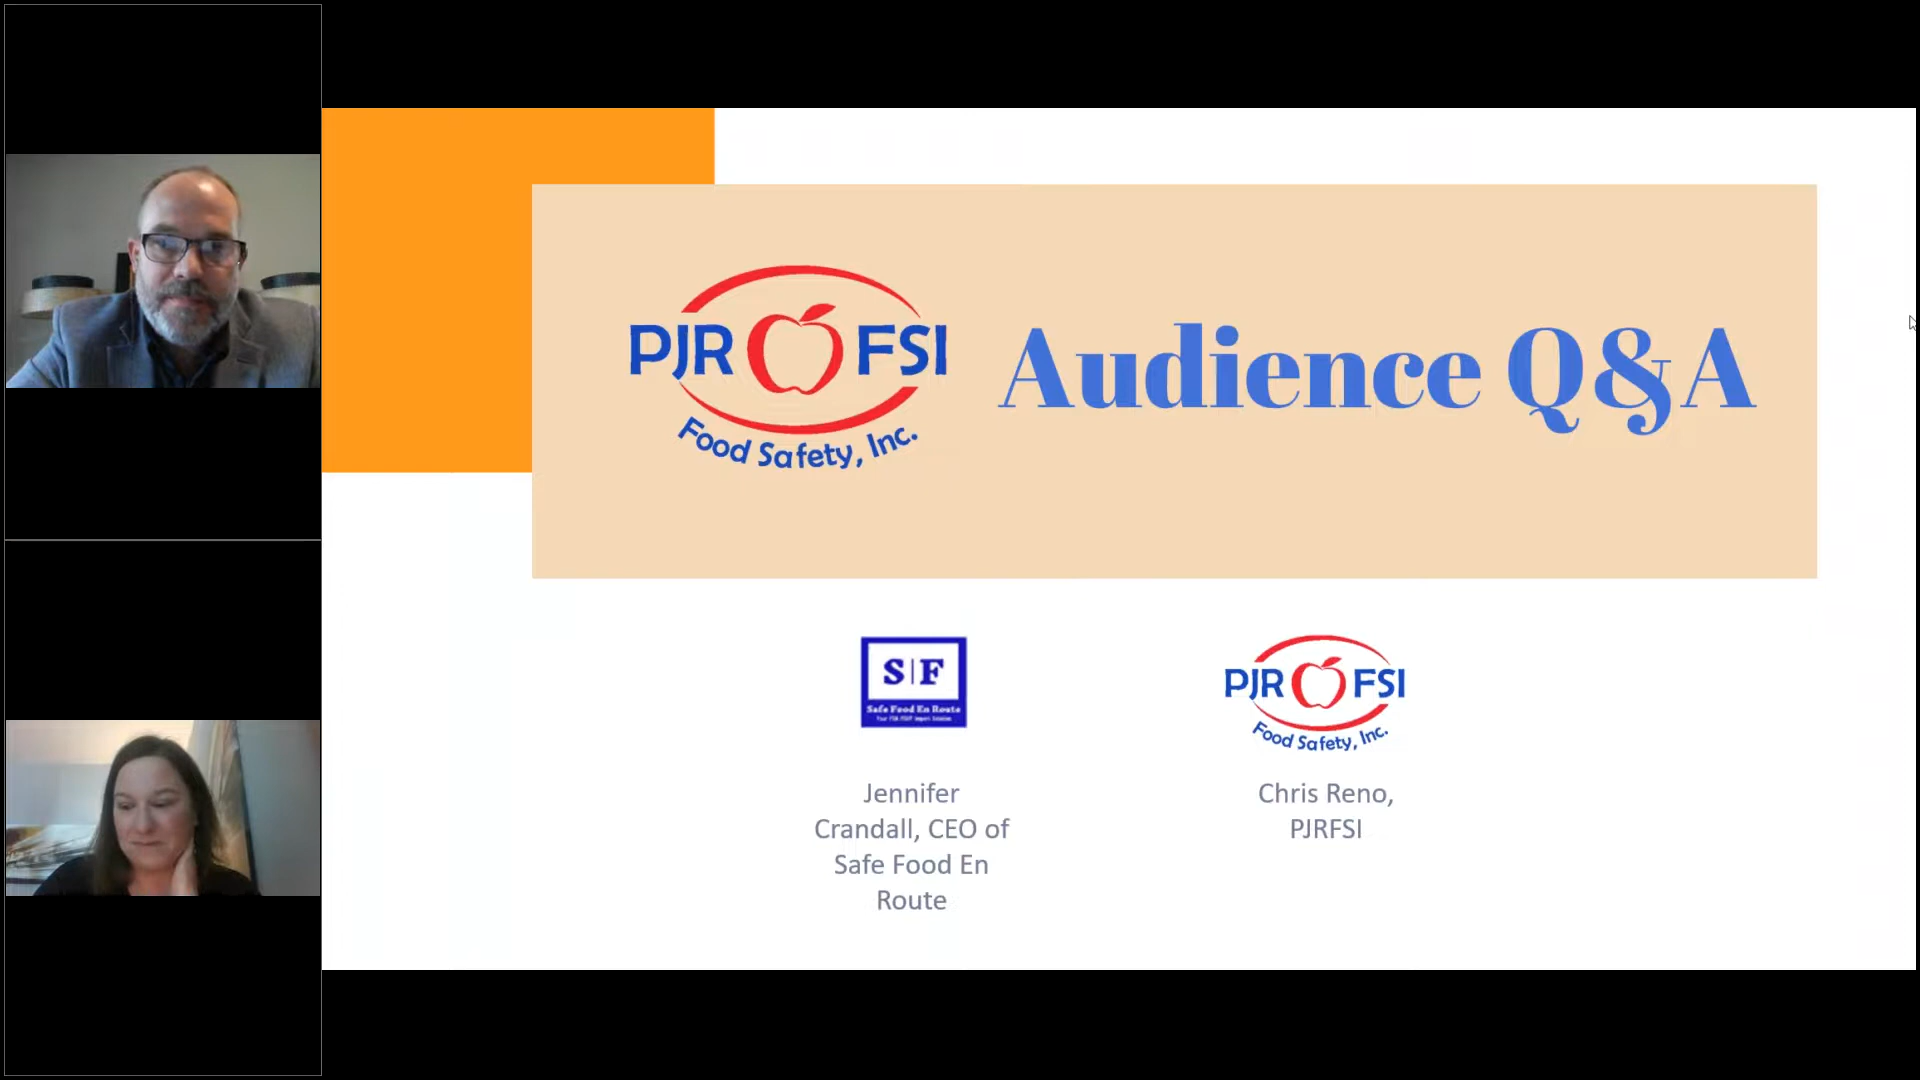 PJR FSI
Food Safety, Inc.
Audience Q&A
S|F
Safe Food En Route
Jennifer
Crandall, CEO of
Safe Food En
Route
PJR FSI
Food Safety, Inc.
Chris Reno,
PJRFSI